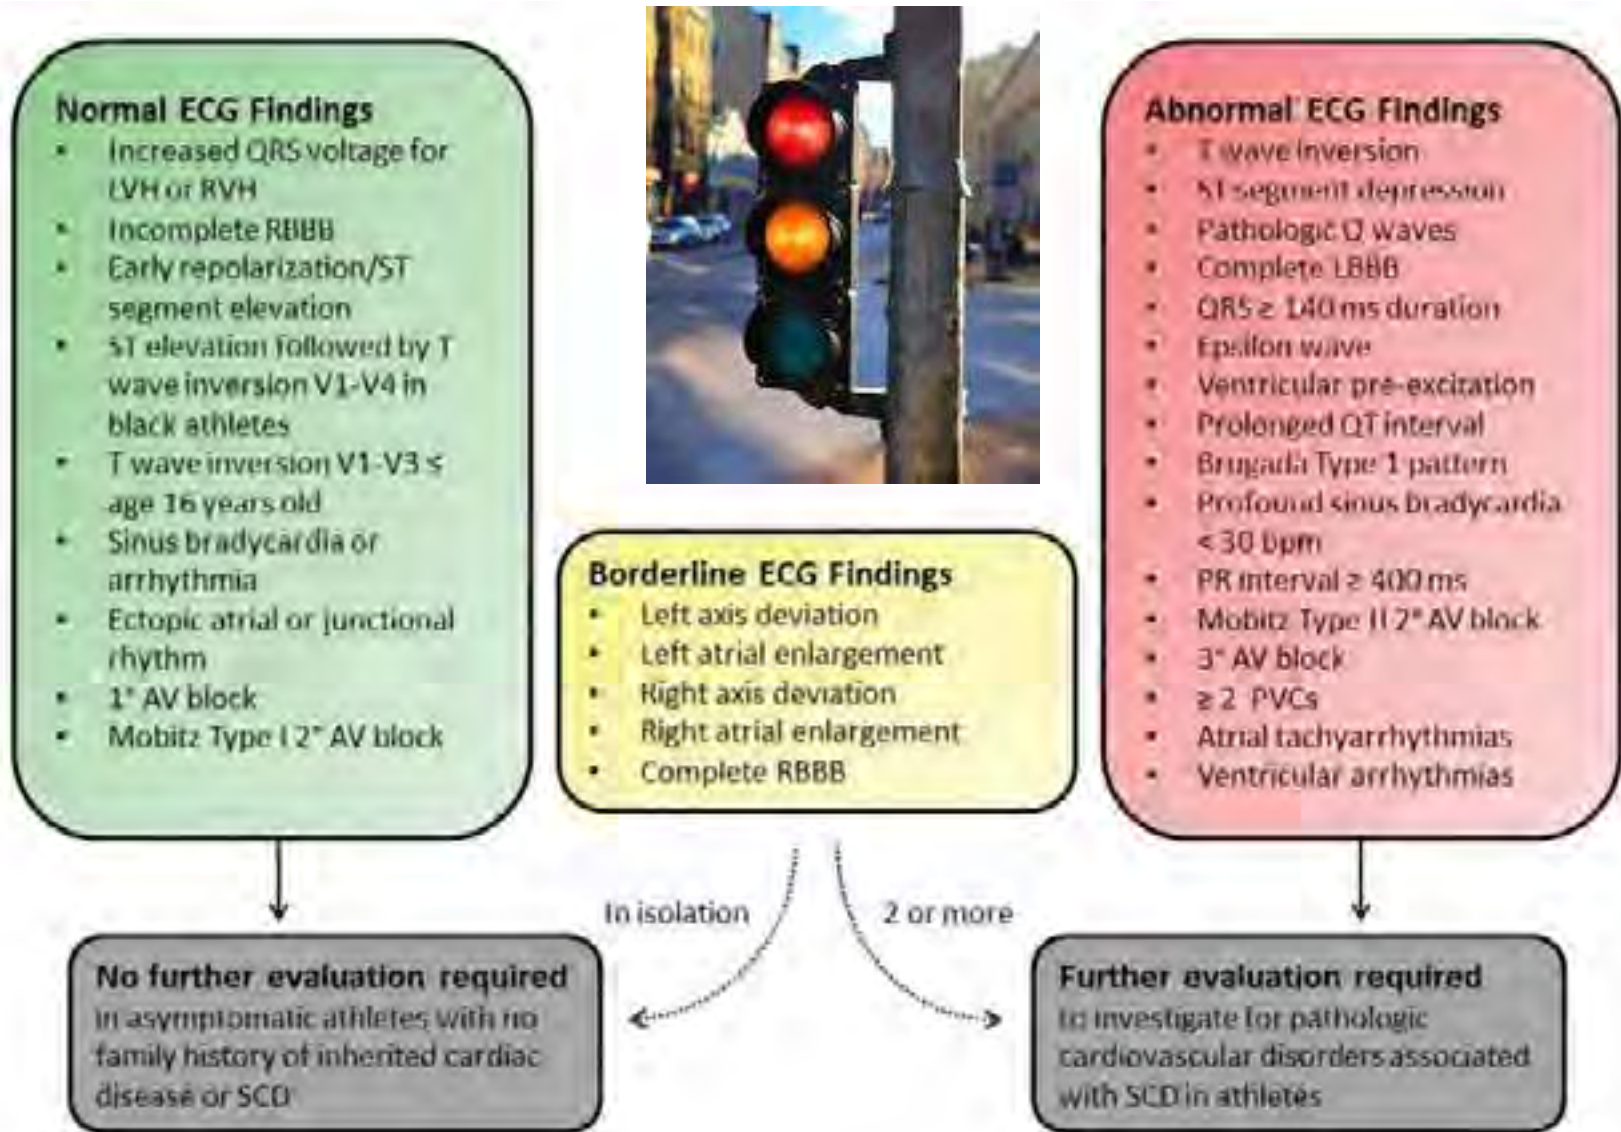 Normal ECG Findings
• Increased QRS voltage for
LVH or RVH
• Incomplete RBBB
• Early repolarization/ST
segment elevation
• ST elevation followed by T
wave inversion V1-V4 in
black athletes
• T wave inversion V1-V3 ≤
age 16 years old
• Sinus bradycardia or
arrhythmia
• Ectopic atrial or junctional
rhythm
• 1° AV block
• Mobitz Type I 2° AV block
Borderline ECG Findings
• Left axis deviation
• Left atrial enlargement
• Right axis deviation
• Right atrial enlargement
• Complete RBBB
Abnormal ECG Findings
• T wave inversion
• ST segment depression
• Pathologic Q waves
• Complete LBBB
• QRS ≥ 140 ms duration
• Epsilon wave
• Ventricular pre-excitation
• Prolonged QT interval
• Brugada Type 1 pattern
• Profound sinus bradycardia
< 30 bpm
• PR interval ≥ 400 ms
• Mobitz Type II 2° AV block
• 3° AV block
• ≥ 2 PVCs
• Atrial tachyarrhythmias
• Ventricular arrhythmias
In isolation
2 or more
No further evaluation required
in asymptomatic athletes with no
family history of inherited cardiac
disease or SCD
Further evaluation required
to investigate for pathologic
cardiovascular disorders associated
with SCD in athletes